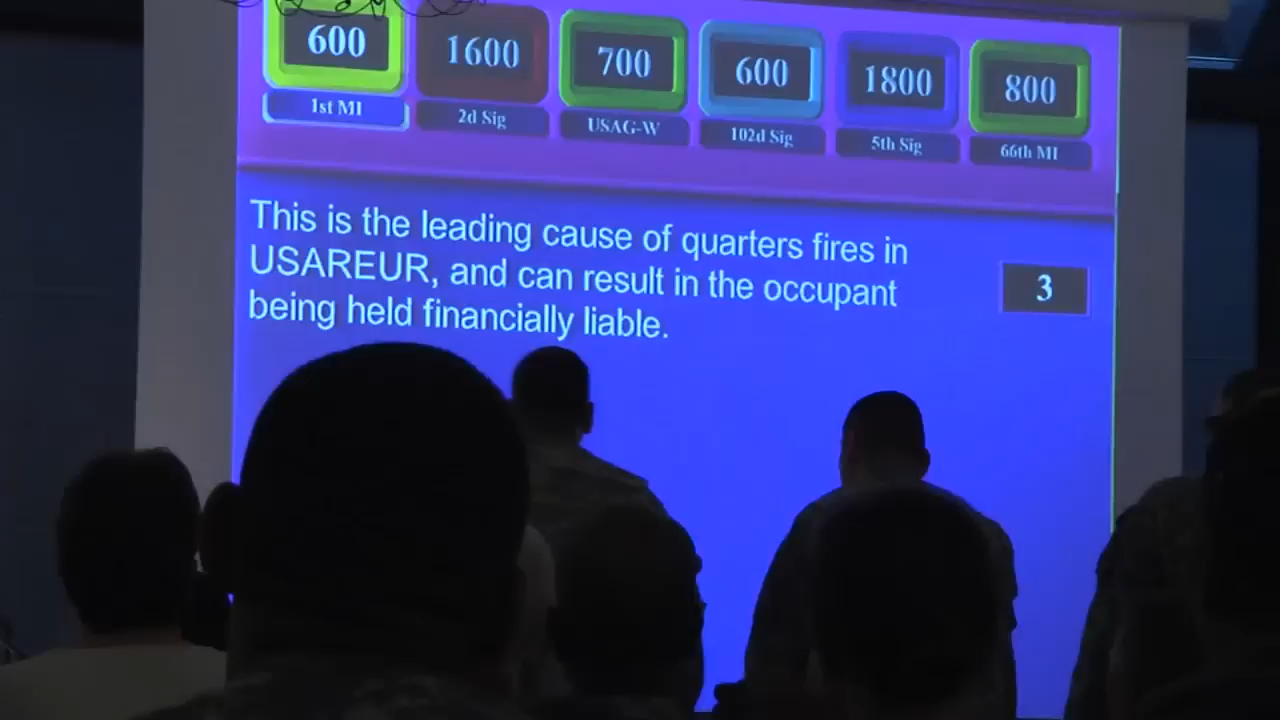 600 1600 700 600 1800 800
1st MI 2d Sig USAG-W 102d Sig 5th Sig 66th MI
This is the leading cause of quarters fires in
USAREUR, and can result in the occupant
being held financially liable.
3